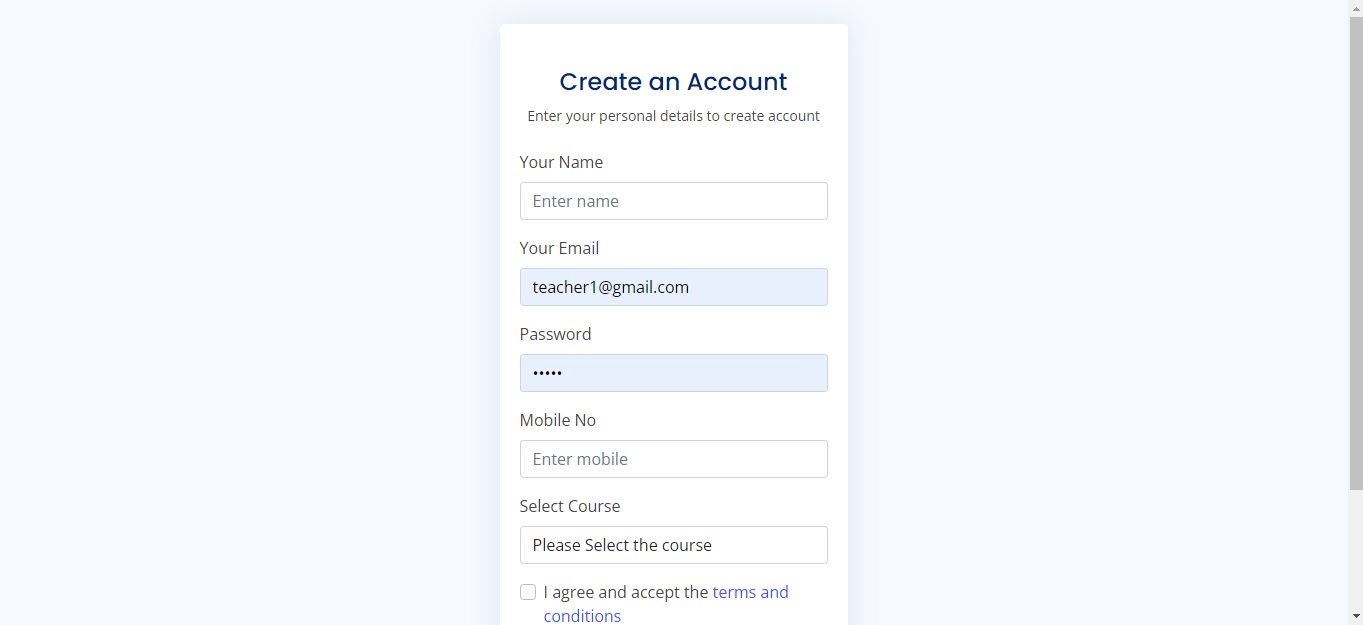 Create an Account
Enter your personal details to create account
Your Name
Enter name
Your Email
teacher1@gmail.com
Password
•••••
Mobile No
Enter mobile
Select Course
Please Select the course
I agree and accept the terms and
conditions